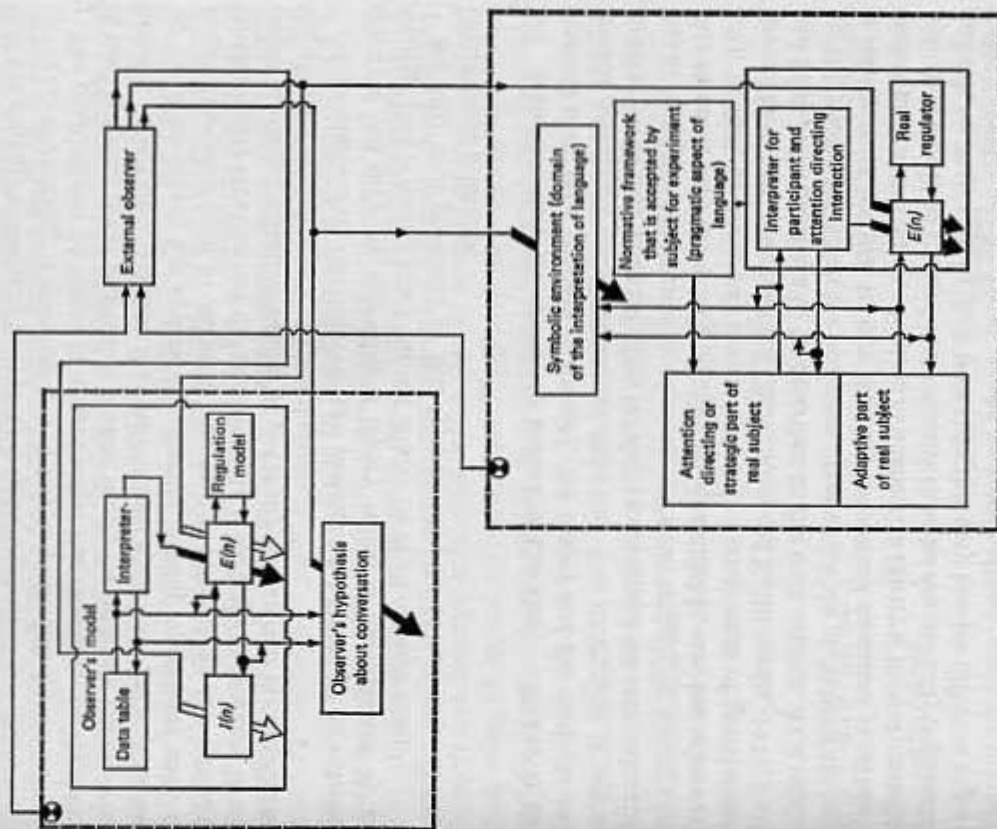 Observer's model
Data table
Interpreter-
I(n)
E(n)
Regulation
model
Observer's hypothesis
about conversation
External observer
Symbolic environment (domain
of the interpretation of language)
Normative framework
that is accepted by
subject for experiment
(pragmatic aspect of
language)
Attention
directing or
strategic part of
real subject
Interpreter for
participant and
attention directing
interaction
Adaptive part
of real subject
E(n)
Real
regulator